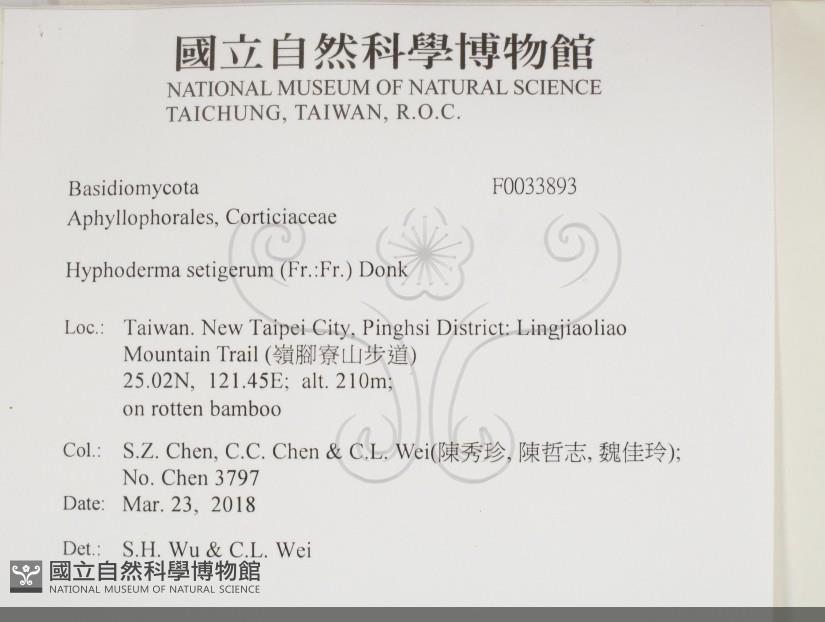 國立自然科學博物館
NATIONAL MUSEUM OF NATURAL SCIENCE
TAICHUNG, TAIWAN, R.O.C.
Basidiomycota F0033893
Aphyllophorales, Corticiaceae
Hyphoderma setigerum (Fr.:Fr.) Donk
Loc.: Taiwan. New Taipei City, Pinghsi District: Lingjiaoliao
Mountain Trail (嶺腳寮山步道)
25.02N, 121.45E; alt. 210m;
on rotten bamboo
Col.: S.Z. Chen, C.C. Chen & C.L. Wei(陳秀珍, 陳哲志, 魏佳玲);
No. Chen 3797
Date: Mar. 23, 2018
Det.: S.H. Wu & C.L. Wei
國立自然科學博物館
NATIONAL MUSEUM OF NATURAL SCIENCE